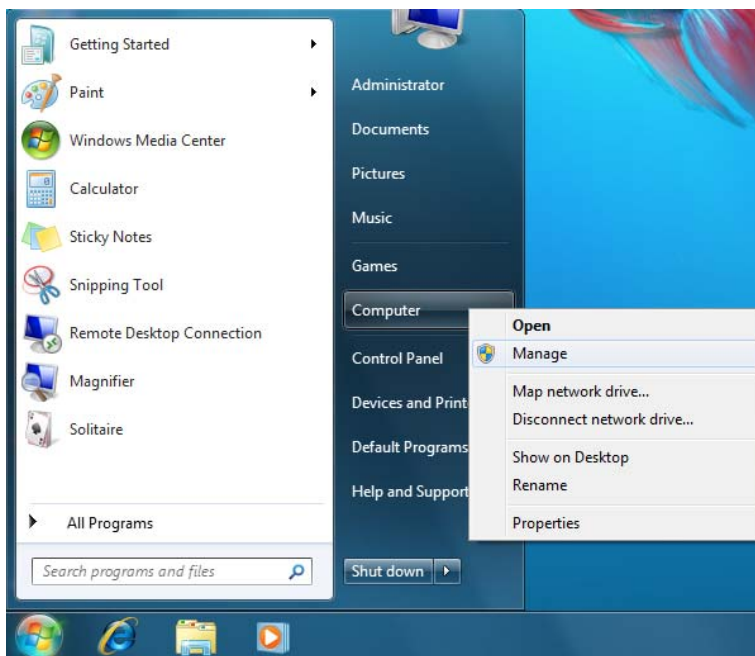 Getting Started
Paint
Windows Media Center
Calculator
Sticky Notes
Snipping Tool
Remote Desktop Connection
Magnifier
Solitaire
All Programs
Search programs and files
Administrator
Documents
Pictures
Music
Games
Computer
Control Panel
Devices and Print
Default Programs
Help and Support
Shut down
Open
Manage
Map network drive...
Disconnect network drive...
Show on Desktop
Rename
Properties